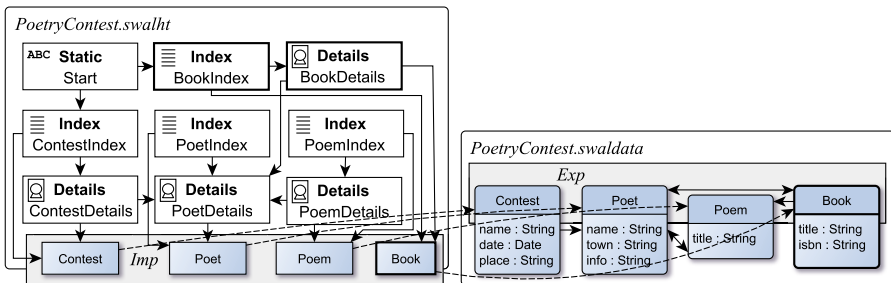 PoetryContest.swalht
ABC Static
Start
Index
BookIndex
Details
BookDetails
Index
ContestIndex
Index
PoetIndex
Index
PoemIndex
Details
ContestDetails
Details
PoetDetails
Details
PoemDetails
Contest
Imp
Poet
Poem
Book
PoetryContest.swaldata
Exp
Contest
name : String
date : Date
place : String
Poet
name : String
town : String
info : String
Poem
title : String
Book
title : String
isbn : String